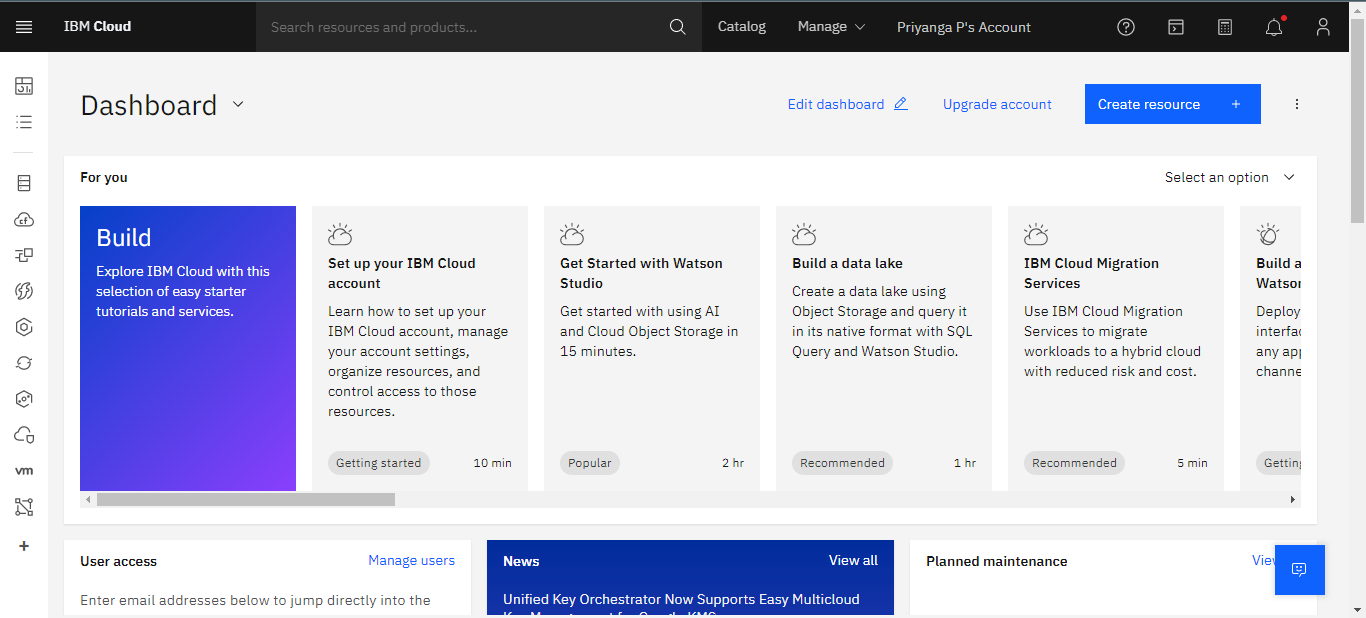 IBM Cloud
Search resources and products...
Catalog
Manage
Priyanga P's Account
Dashboard
Edit dashboard
Upgrade account
Create resource +
For you
Select an option
Build
Explore IBM Cloud with this
selection of easy starter
tutorials and services.
Set up your IBM Cloud
account
Learn how to set up your
IBM Cloud account, manage
your account settings,
organize resources, and
control access to those
resources.
Getting started
10 min
Get Started with Watson
Studio
Get started with using AI
and Cloud Object Storage in
15 minutes.
Popular
2 hr
Build a data lake
Create a data lake using
Object Storage and query it
in its native format with SQL
Query and Watson Studio.
Recommended
1 hr
IBM Cloud Migration
Services
Use IBM Cloud Migration
Services to migrate
workloads to a hybrid cloud
with reduced risk and cost.
Recommended
5 min
Build a
Watson
Deploy
any
vm
User access
Manage users
Enter email addresses below to jump directly into the
News
View all
Unified Key Orchestrator Now Supports Easy Multicloud
Planned maintenance